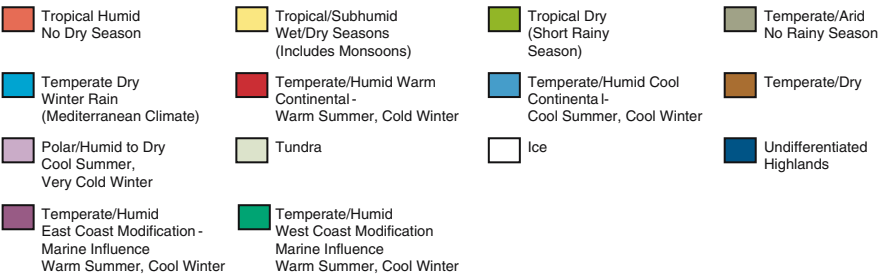 Tropical Humid
No Dry Season
Tropical/Subhumid
Wet/Dry Seasons
(Includes Monsoons)
Tropical Dry
(Short Rainy
Season)
Temperate/Arid
No Rainy Season
Temperate Dry
Winter Rain
(Mediterranean Climate)
Temperate/Humid Warm
Continental-
Warm Summer, Cold Winter
Temperate/Humid Cool
Continental-
Cool Summer, Cool Winter
Temperate/Dry
Polar/Humid to Dry
Cool Summer,
Very Cold Winter
Tundra
Ice
Undifferentiated
Highlands
Temperate/Humid
East Coast Modification-
Marine Influence
Warm Summer, Cool Winter
Temperate/Humid
West Coast Modification
Marine Influence
Warm Summer, Cool Winter